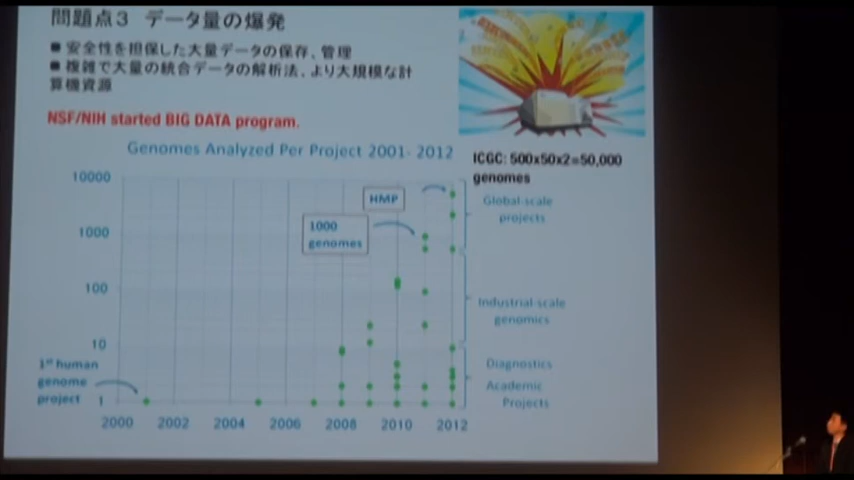 問題点3 データ量の爆発
■ 安全性を担保した大量データの保存、管理
■ 複雑で大量の統合データの解析法、より大規模な計
算機資源
NSF/NIH started BIG DATA program.
Genomes Analyzed Per Project 2001- 2012
ICGC: 500x50x2=50,000
genomes
10000
1000
100
10
1
HMP
1000
genomes
1st human
genome
project
Global-scale
projects
Industrial-scale
genomics
Diagnostics
Academic
Projects
2000 2002 2004 2006 2008 2010 2012